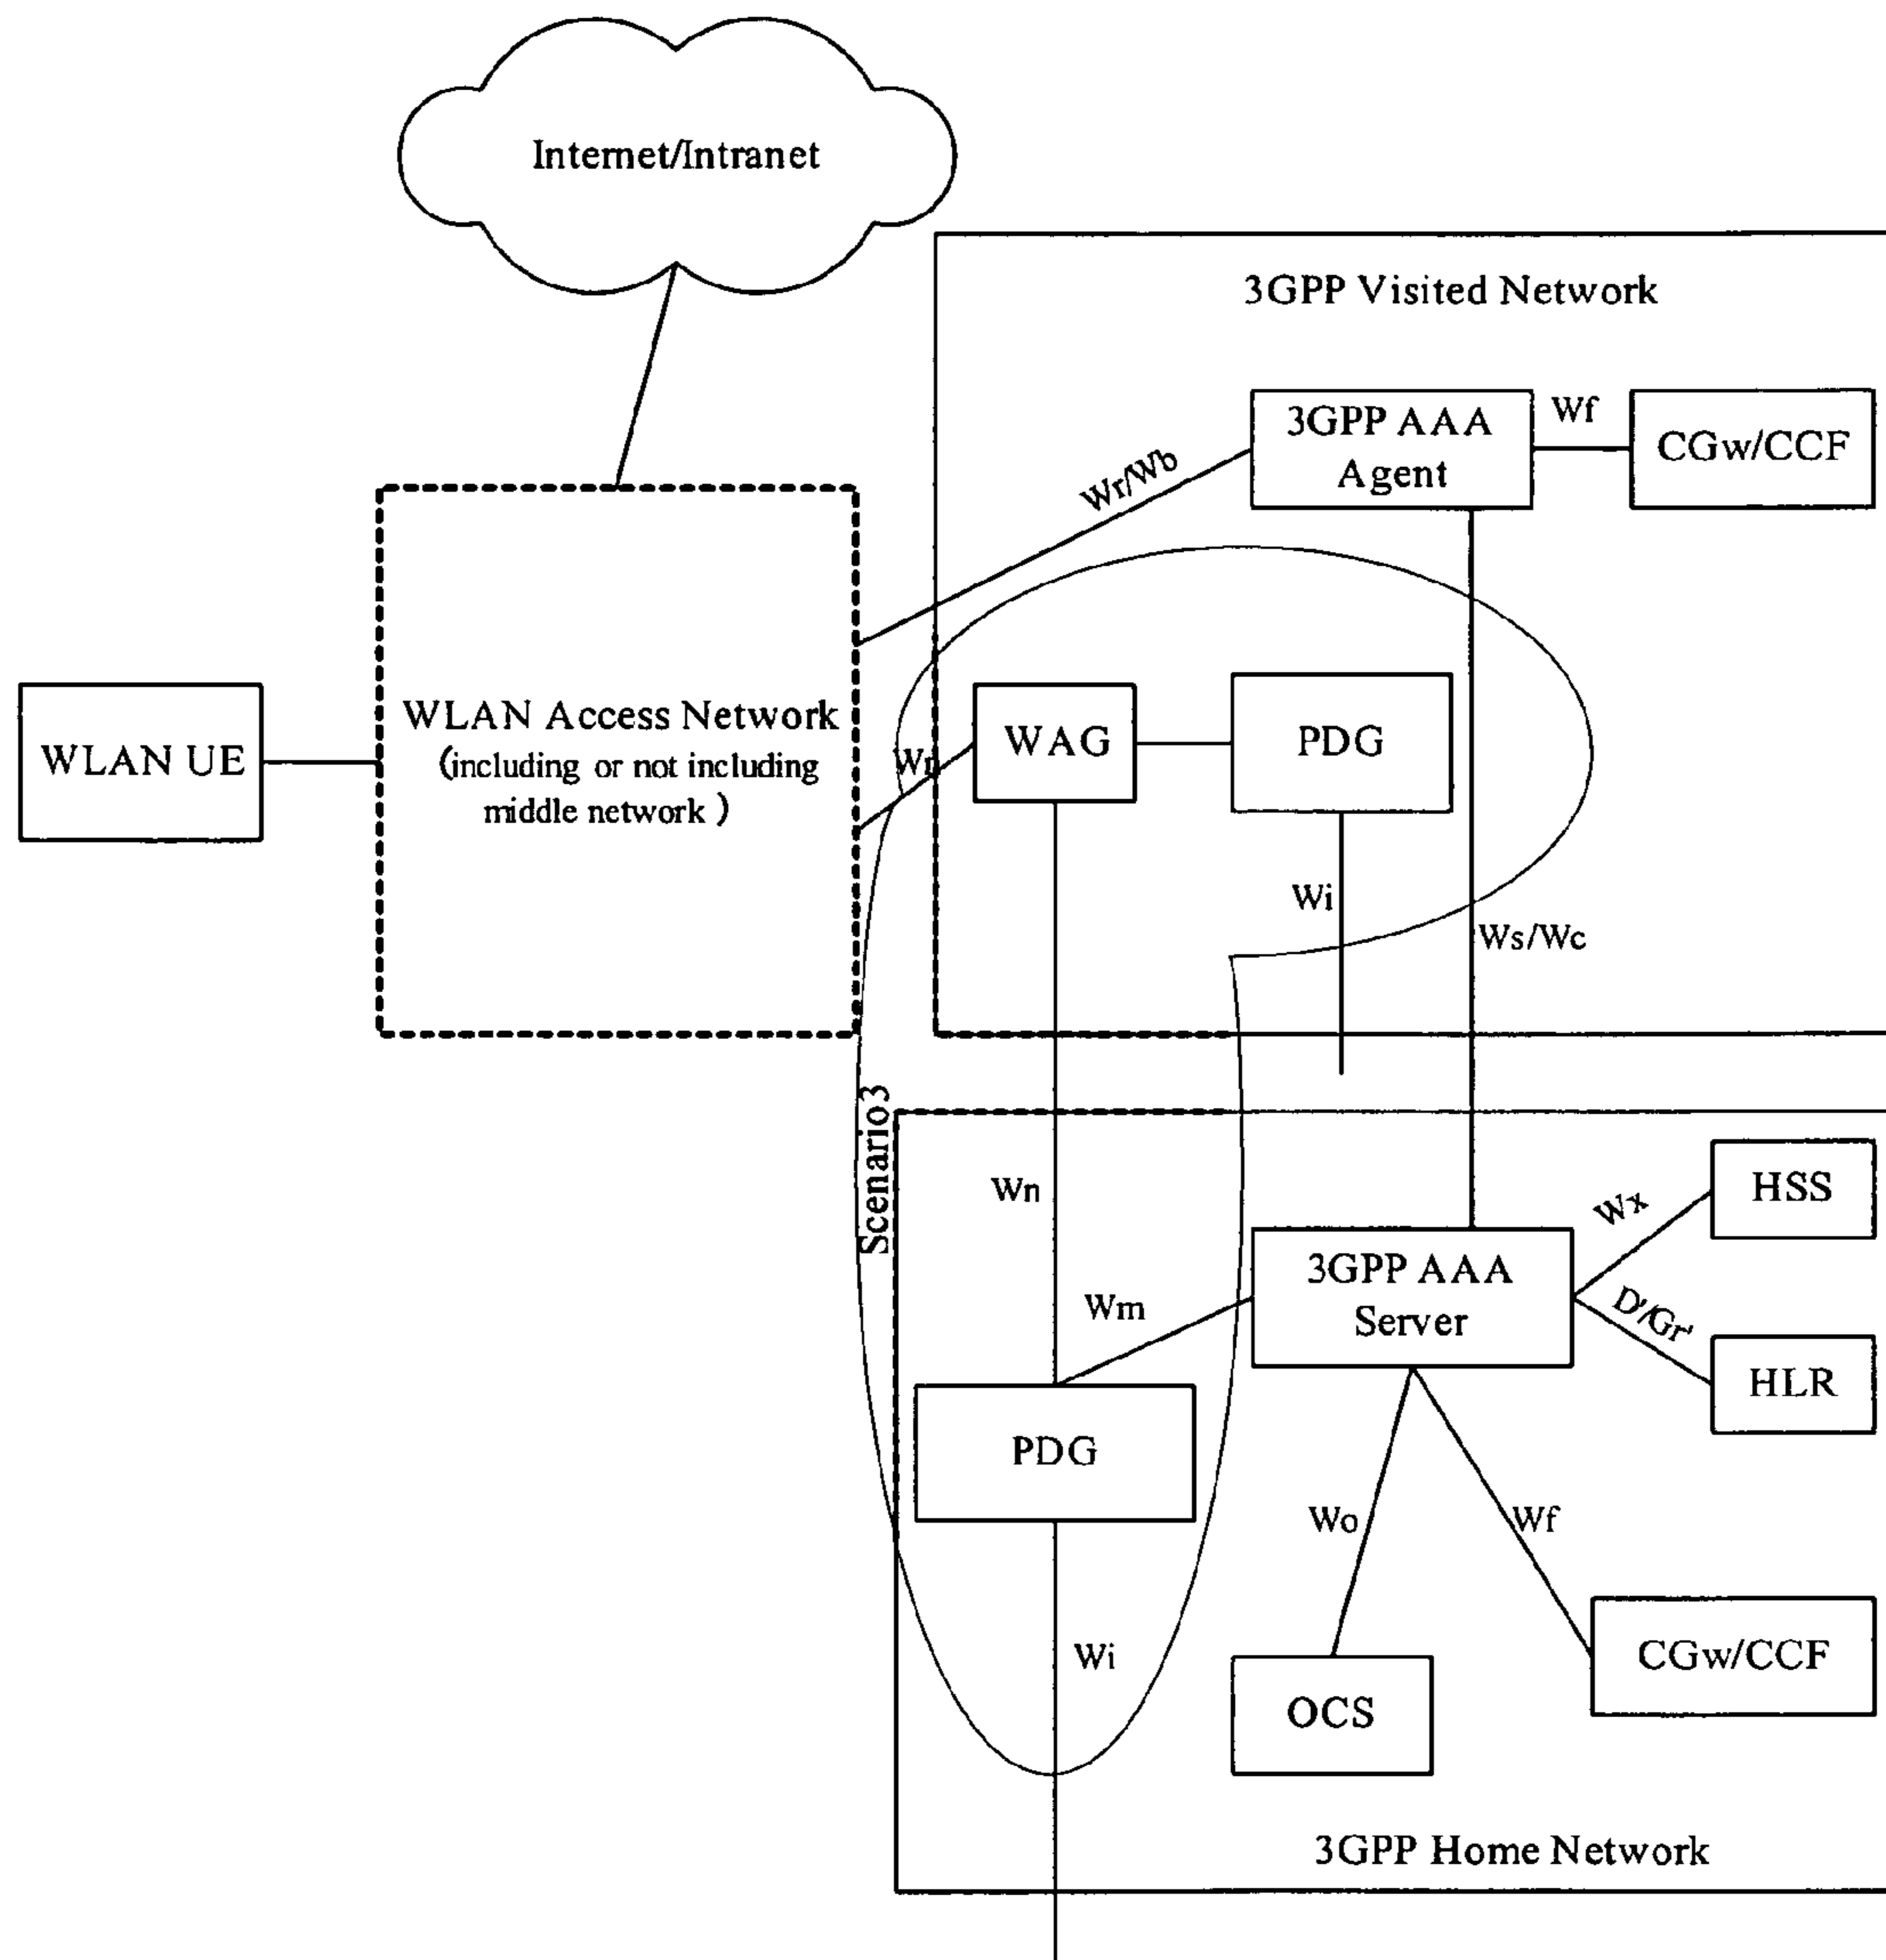 Internet/Intranet
3GPP Visited Network
3GPP AAA
Agent
Wf
CGw/CCF
Wr/Wb
WLAN UE
WLAN Access Network
(including or not including
middle network )
WAG
PDG
Wi
Ws/Wc
Scenario3
Wn
Wm
3GPP AAA
Server
Wx
HSS
D'/Gr'
HLR
PDG
Wo
Wf
Wi
OCS
CGw/CCF
3GPP Home Network